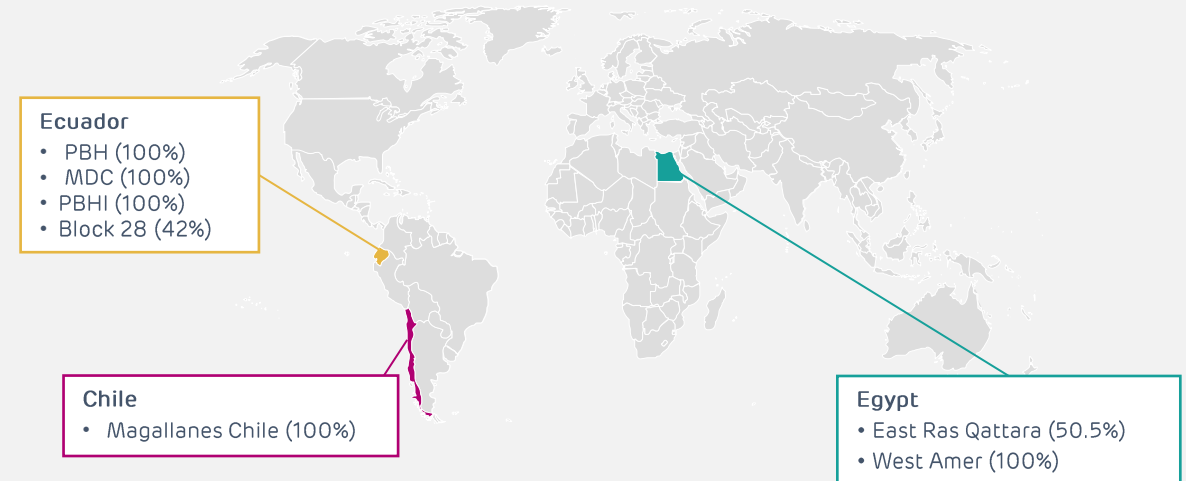 Ecuador
• PBH (100%)
• MDC (100%)
• PBHI (100%)
• Block 28 (42%)
Chile
• Magallanes Chile (100%)
Egypt
• East Ras Qattara (50.5%)
• West Amer (100%)